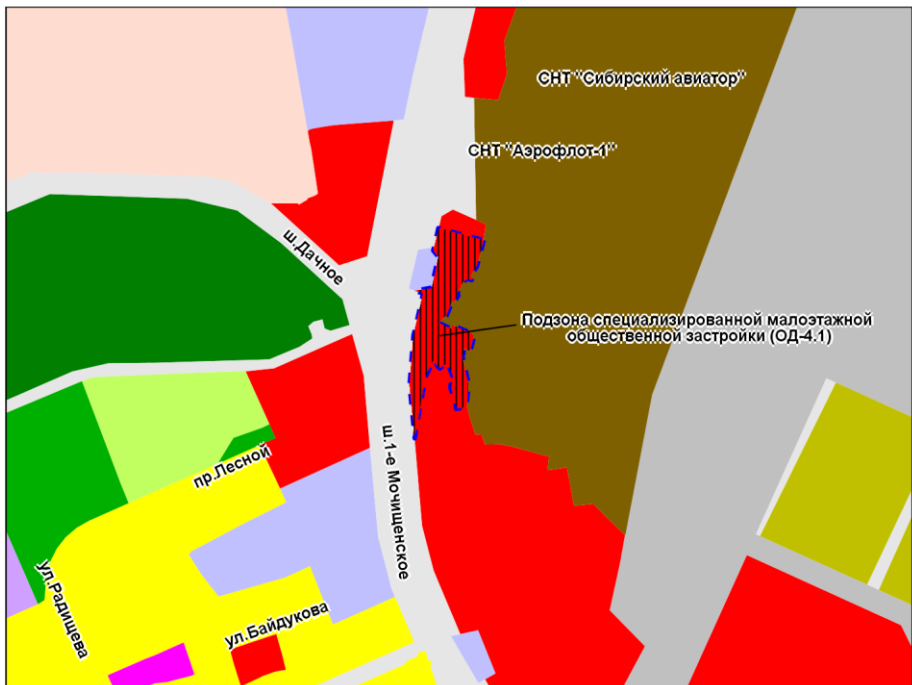 СНТ "Сибирский авиатор"
СНТ "Аэрофлот-1"
ш.Дачное
Подзона специализированной малоэтажной
общественной застройки (ОД-4.1)
ш.1-е Мочищенское
пр.Лесной
ул.Радищева
ул.Байдукова